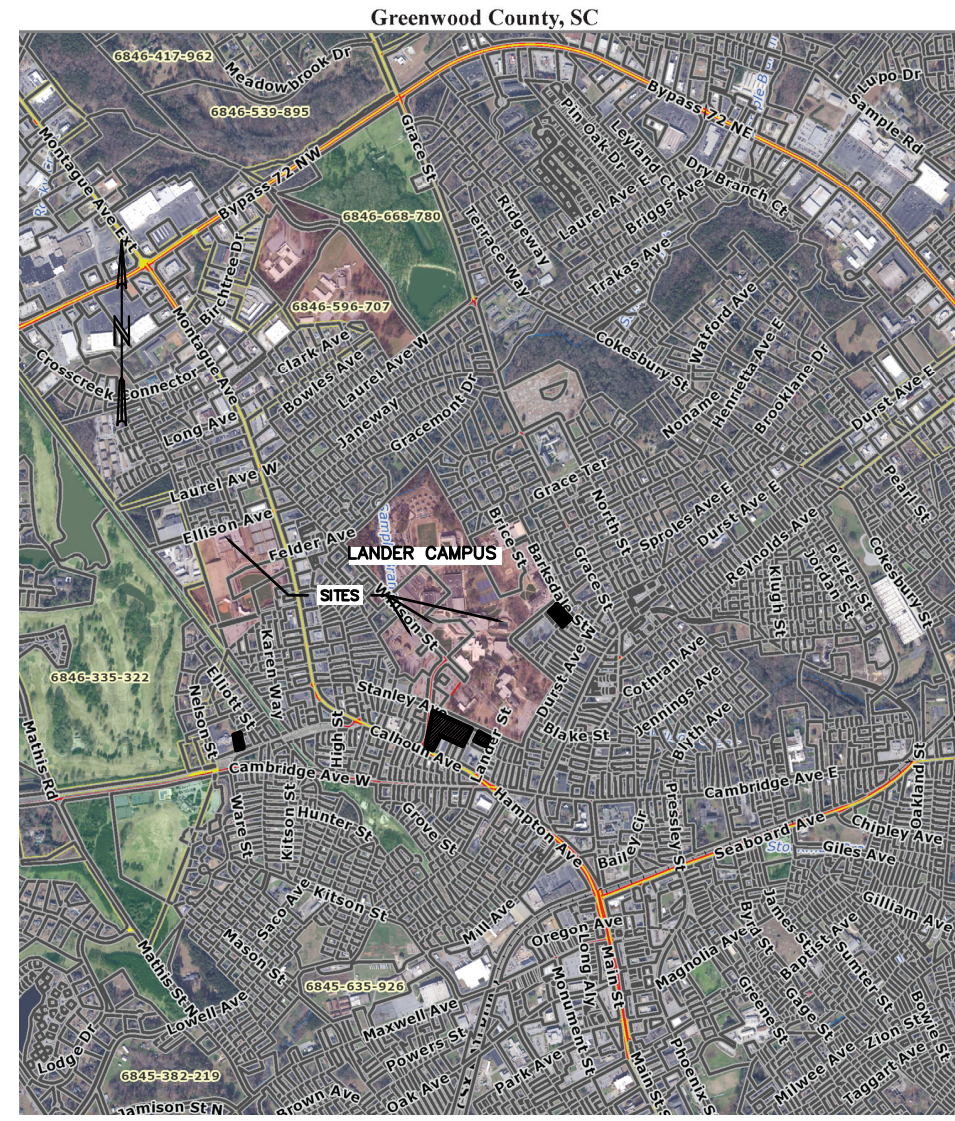 Greenwood County, SC
6846-417-962
Meadowbrook Dr
6846-539-895
Bypass 72 NE
Lupo Dr
Sample Rd
Montague Ave Ext
Bypass 72 NW
Grace St
Pin Oak Dr
Leyland Ct
Dry Branch Ct
Laurel Ave E
Briggs Ave
6846-668-780
Ridgeway
Terrace Way
Trakas Ave
Birchtree Dr
6846-596-707
N
Crosscreek Connector
Montague Ave
Clark Ave
Bowles Ave
Laurel Ave W
Janeway
Gracemont Dr
Cokesbury St
Watford Ave
Noname
Henrietta Ave E
Brooklane Dr
Durst Ave E
Long Ave
Laurel Ave W
Grace Ter
Pearl St
Ellison Ave
Felder Ave
LANDER CAMPUS
Brice St
Barksdale St
North St
Grace St
Sproles Ave E
Durst Ave E
Reynolds Ave
Cokesbury St
SITES
Wilson St
Kirksey
Klugh St
Jordan St
Pelzer St
6846-335-322
Karen Way
Elliott St
Nelson St
Stanley Ave
High St
Calhoun Ave
Lander St
Durst Ave W
Blake St
Cothran Ave
Jennings Ave
Blyth Ave
Mathis Rd
Cambridge Ave W
Cambridge Ave E
Oakland St
Ware St
Kitson St
Hunter St
Grove St
Hampton Ave
Bailey Cir
Pressley St
Seaboard Ave
Chipley Ave
Giles Ave
Saco Ave
Kitson St
Mason St
Mill Ave
Oregon Ave
Gilliam Ave
Mathis St N
6845-635-926
Long Aly
Main St
Magnolia Ave
Byrd St
James St
Baptist Ave
Sumter St
Lowell Ave
Maxwell Ave
Monument St
Greene St
Gage St
Bowie St
Lodge Dr
Powers St
Park Ave
Main St S
Phoenix S
Zion St
6845-382-219
Oak Ave
Brown Ave
Milwee Ave
Taggart Ave
Jamison St N